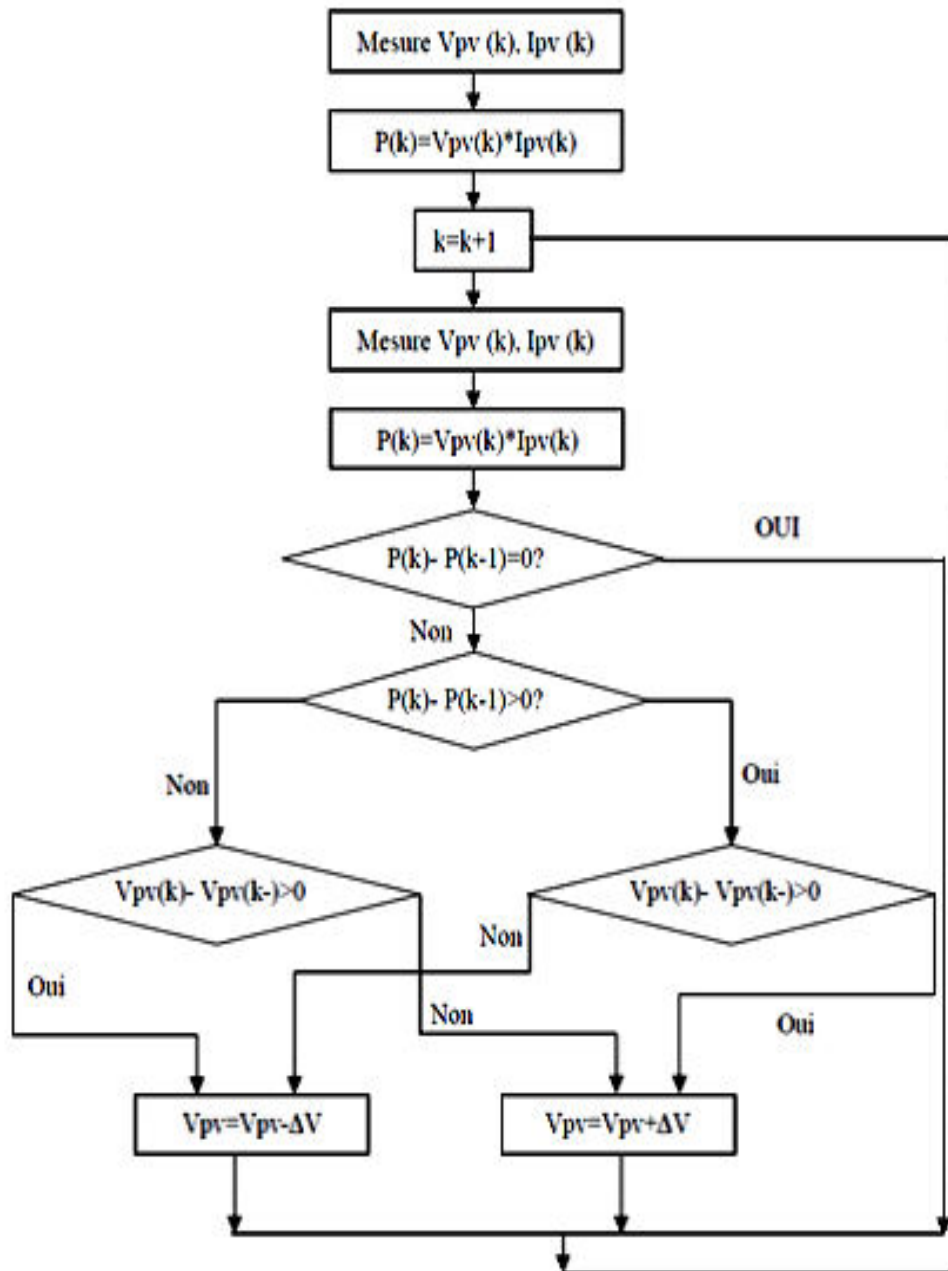 Mesure Vpv (k), Ipv (k)
P(k)=Vpv(k)*Ipv(k)
k=k+1
Mesure Vpv (k), Ipv (k)
P(k)=Vpv(k)*Ipv(k)
P(k)- P(k-1)=0?
OUI
Non
P(k)- P(k-1)>0?
Non
Oui
Vpv(k)- Vpv(k-)>0
Vpv(k)- Vpv(k-)>0
Non
Oui
Non
Oui
Vpv=Vpv-ΔV
Vpv=Vpv+ΔV